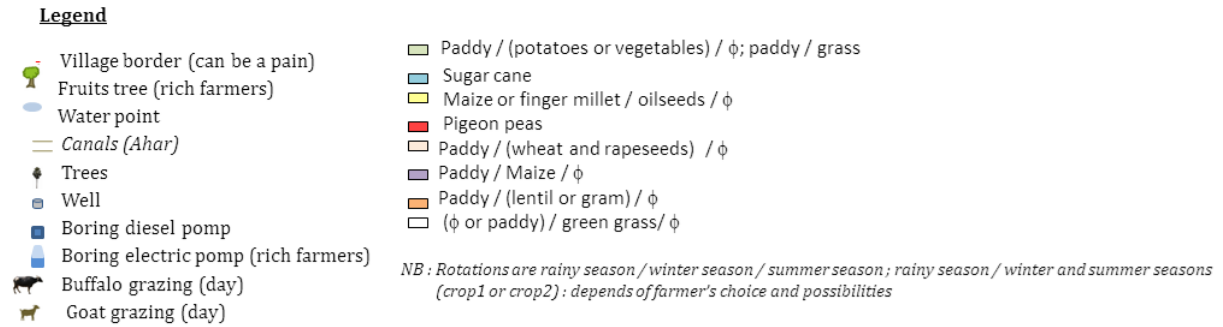 Legend
Village border (can be a pain)
Fruits tree (rich farmers)
Water point
Canals (Ahar)
Trees
Well
Boring diesel pomp
Boring electric pomp (rich farmers)
Buffalo grazing (day)
Goat grazing (day)
Paddy / (potatoes or vegetables) / ϕ; paddy / grass
Sugar cane
Maize or finger millet / oilseeds / ϕ
Pigeon peas
Paddy / (wheat and rapeseeds) / ϕ
Paddy / Maize / ϕ
Paddy / (lentil or gram) / ϕ
(ϕ or paddy) / green grass/ ϕ
NB : Rotations are rainy season / winter season / summer season ; rainy season / winter and summer seasons
(crop1 or crop2) : depends of farmer's choice and possibilities